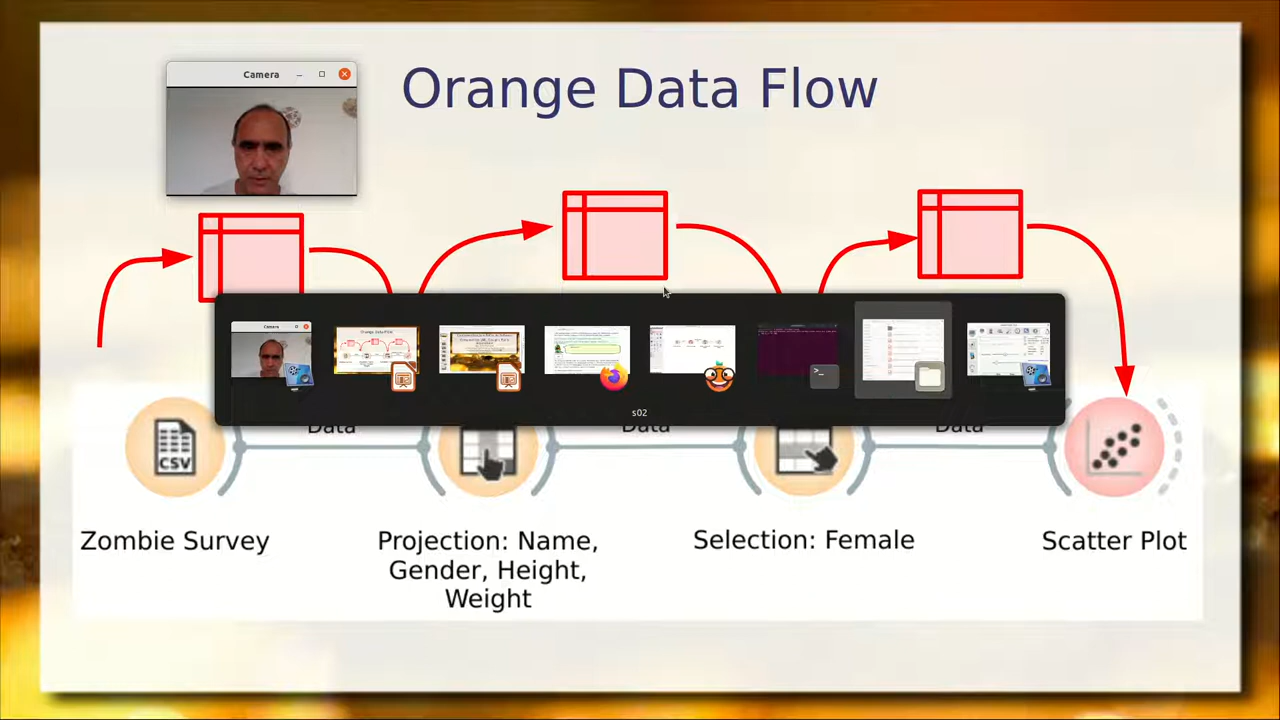 Camera
Orange Data Flow
s02
Data
Data
Data
CSV
Zombie Survey
Projection: Name,
Gender, Height,
Weight
Selection: Female
Scatter Plot